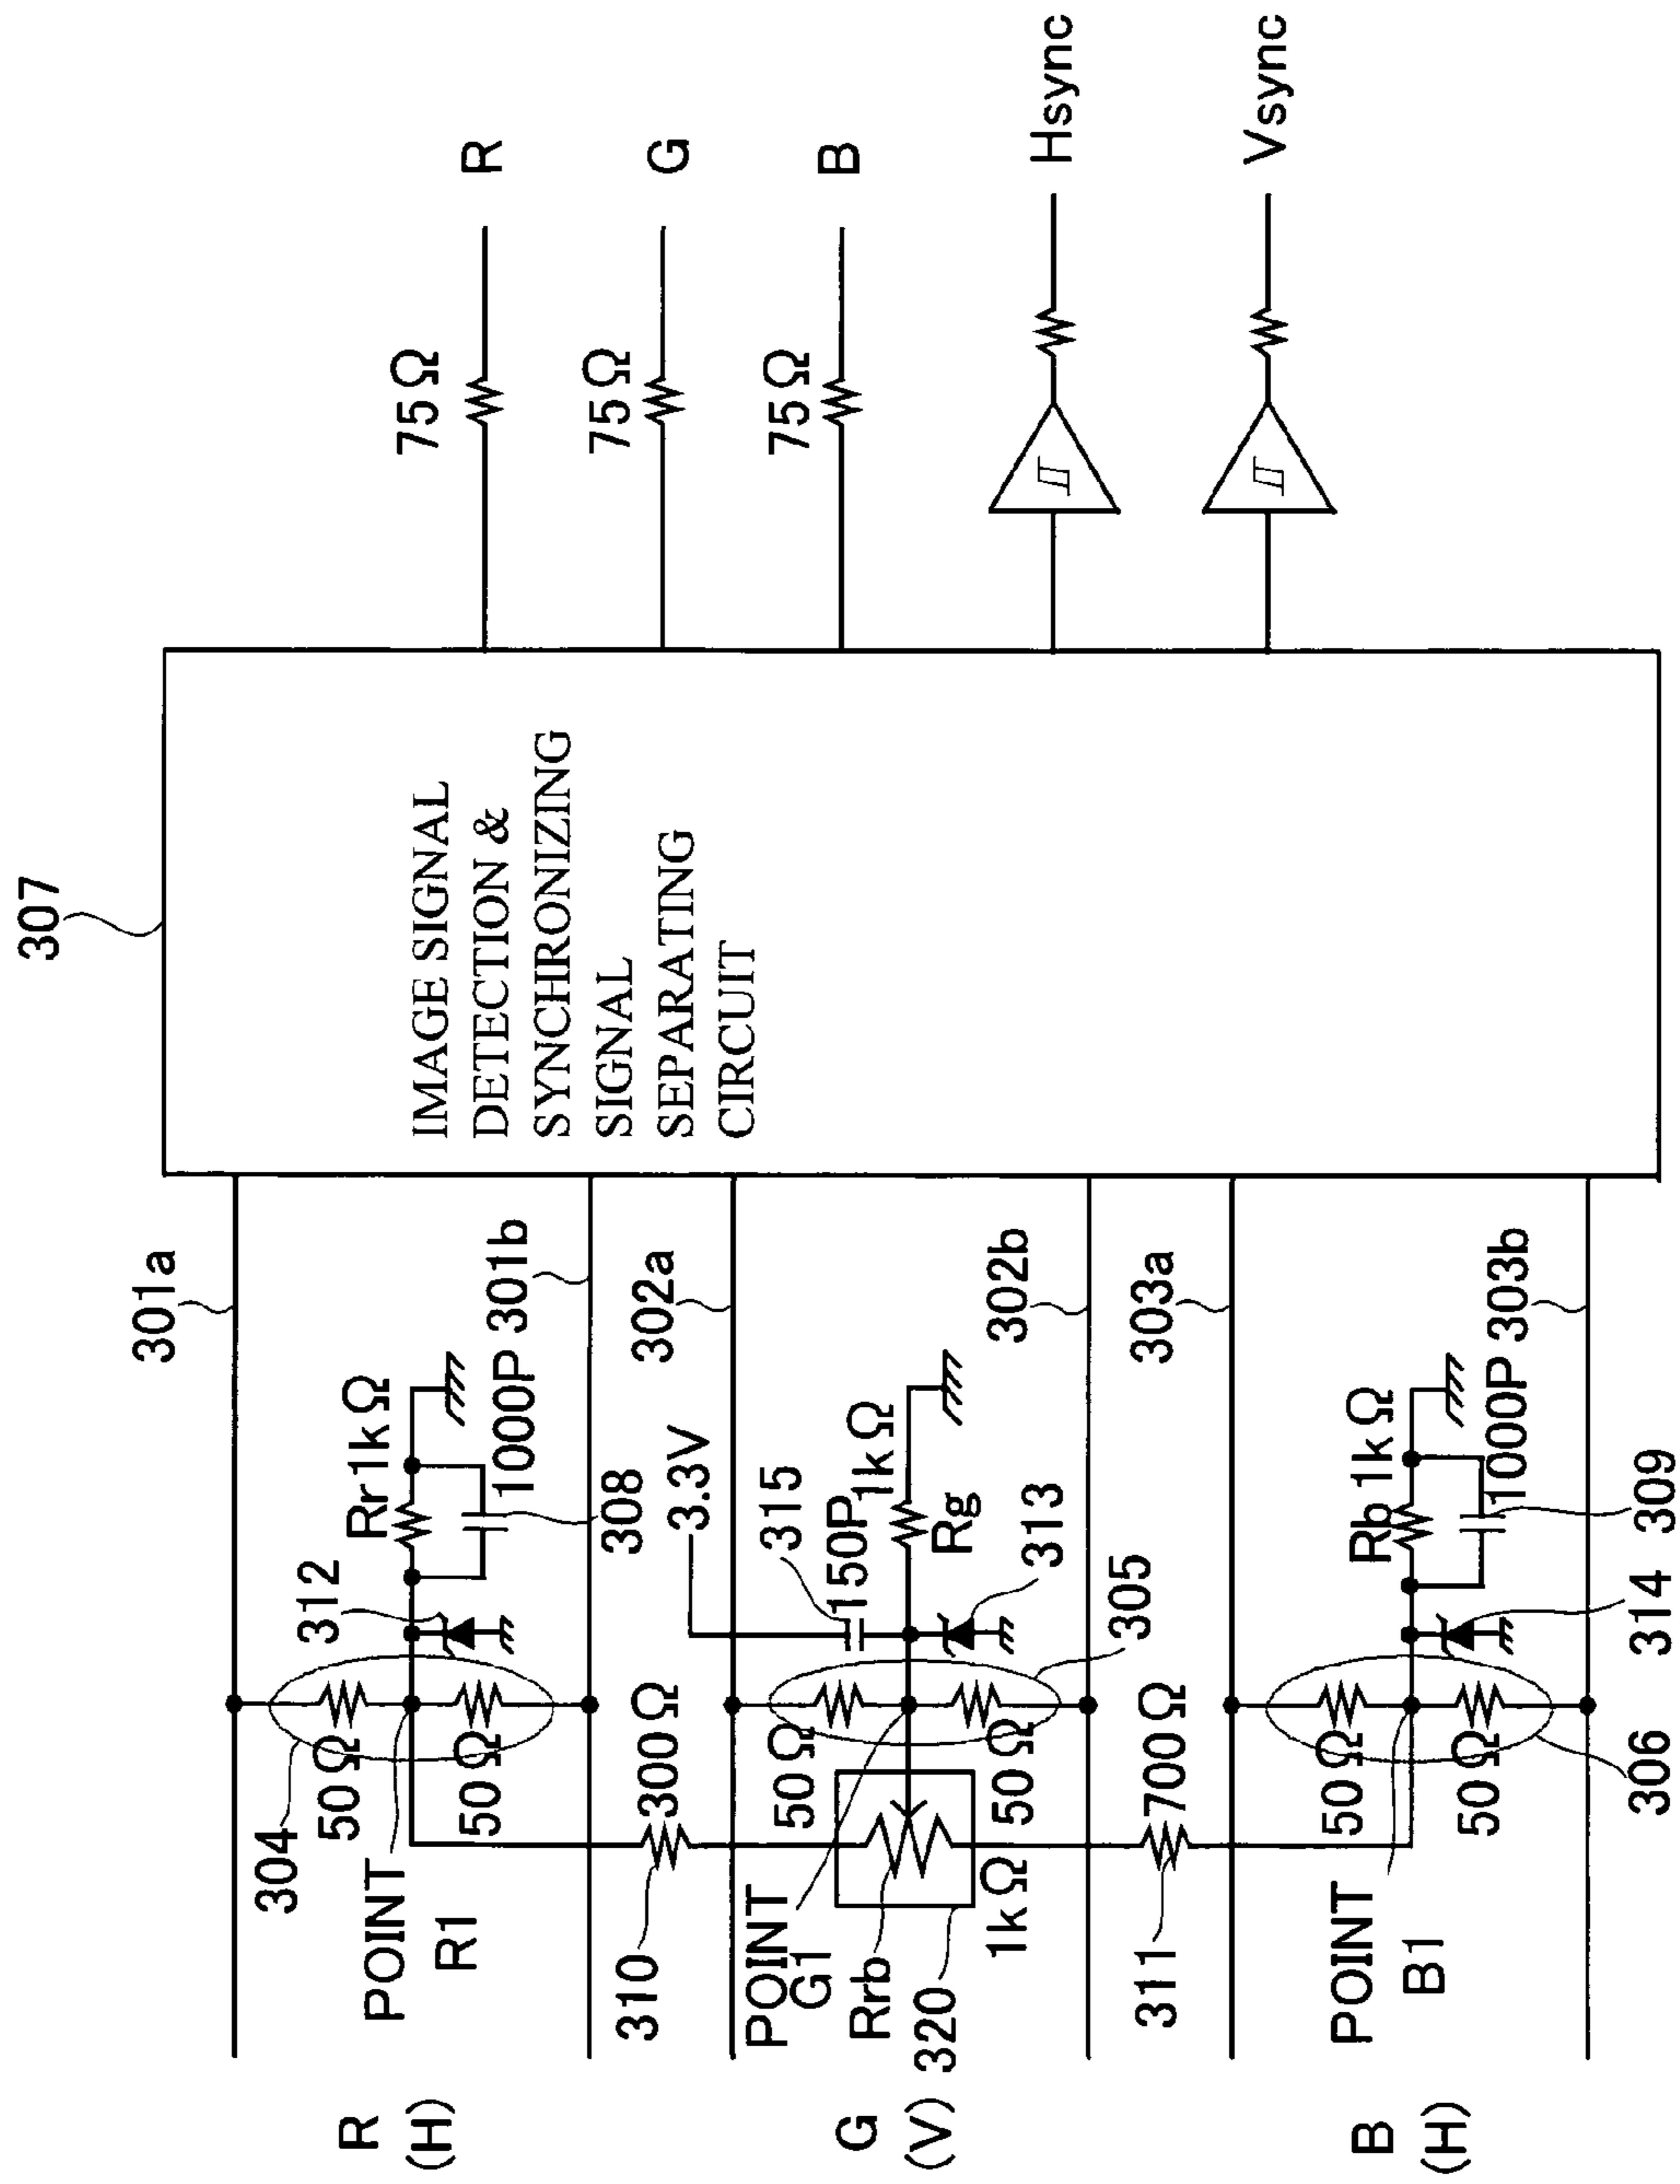 307
IMAGE SIGNAL
DETECTION &
SYNCHRONIZING
SIGNAL
SEPARATING
CIRCUIT
R
(H)
301a
304
50Ω
50Ω
POINT
R1
312
Rr 1kΩ
1000P
308
301b
310
300Ω
3.3V
302a
G
(V)
POINT
G1
Rrb
320
1kΩ
50Ω
50Ω
315
150P
1kΩ
Rg
313
305
302b
311
700Ω
303a
B
(H)
POINT
B1
50Ω
50Ω
306
Rb 1kΩ
1000P
309
314
303b
75Ω
R
75Ω
G
75Ω
B
Hsync
Vsync